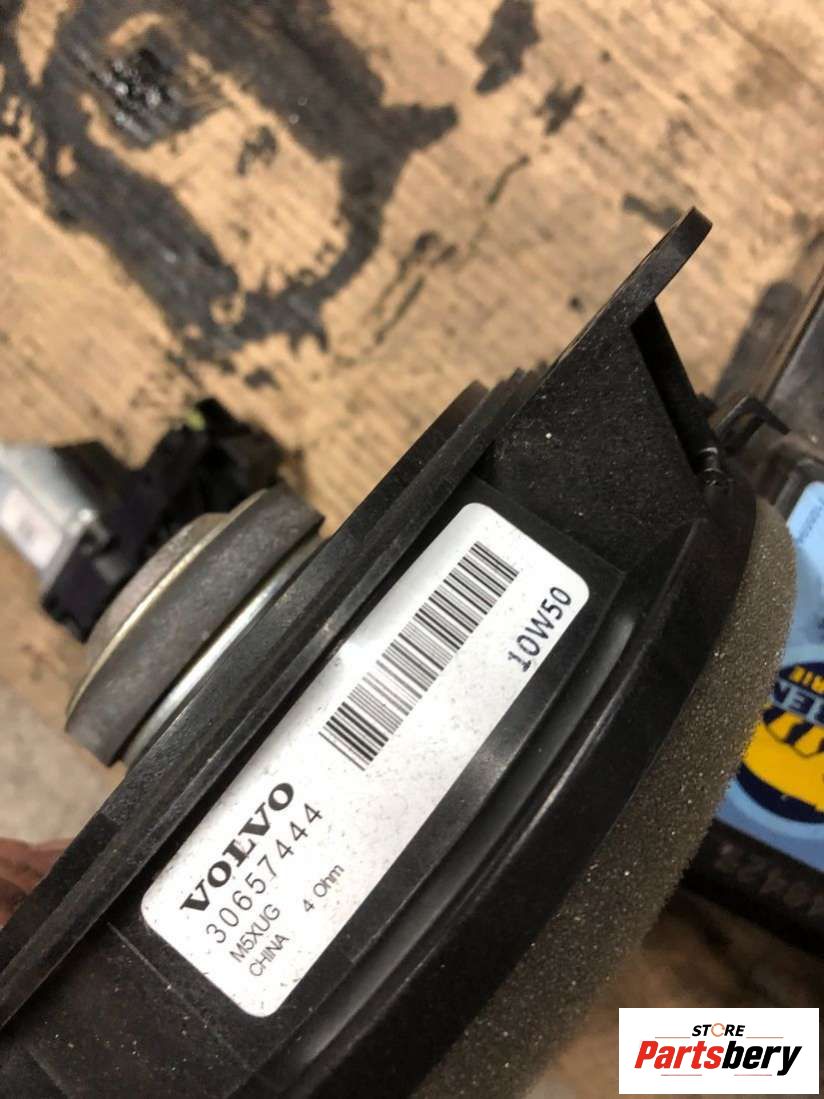 10W50
VOLVO
30657444
M5XUG 4 Ohm
CHINA
STORE
Partsbery